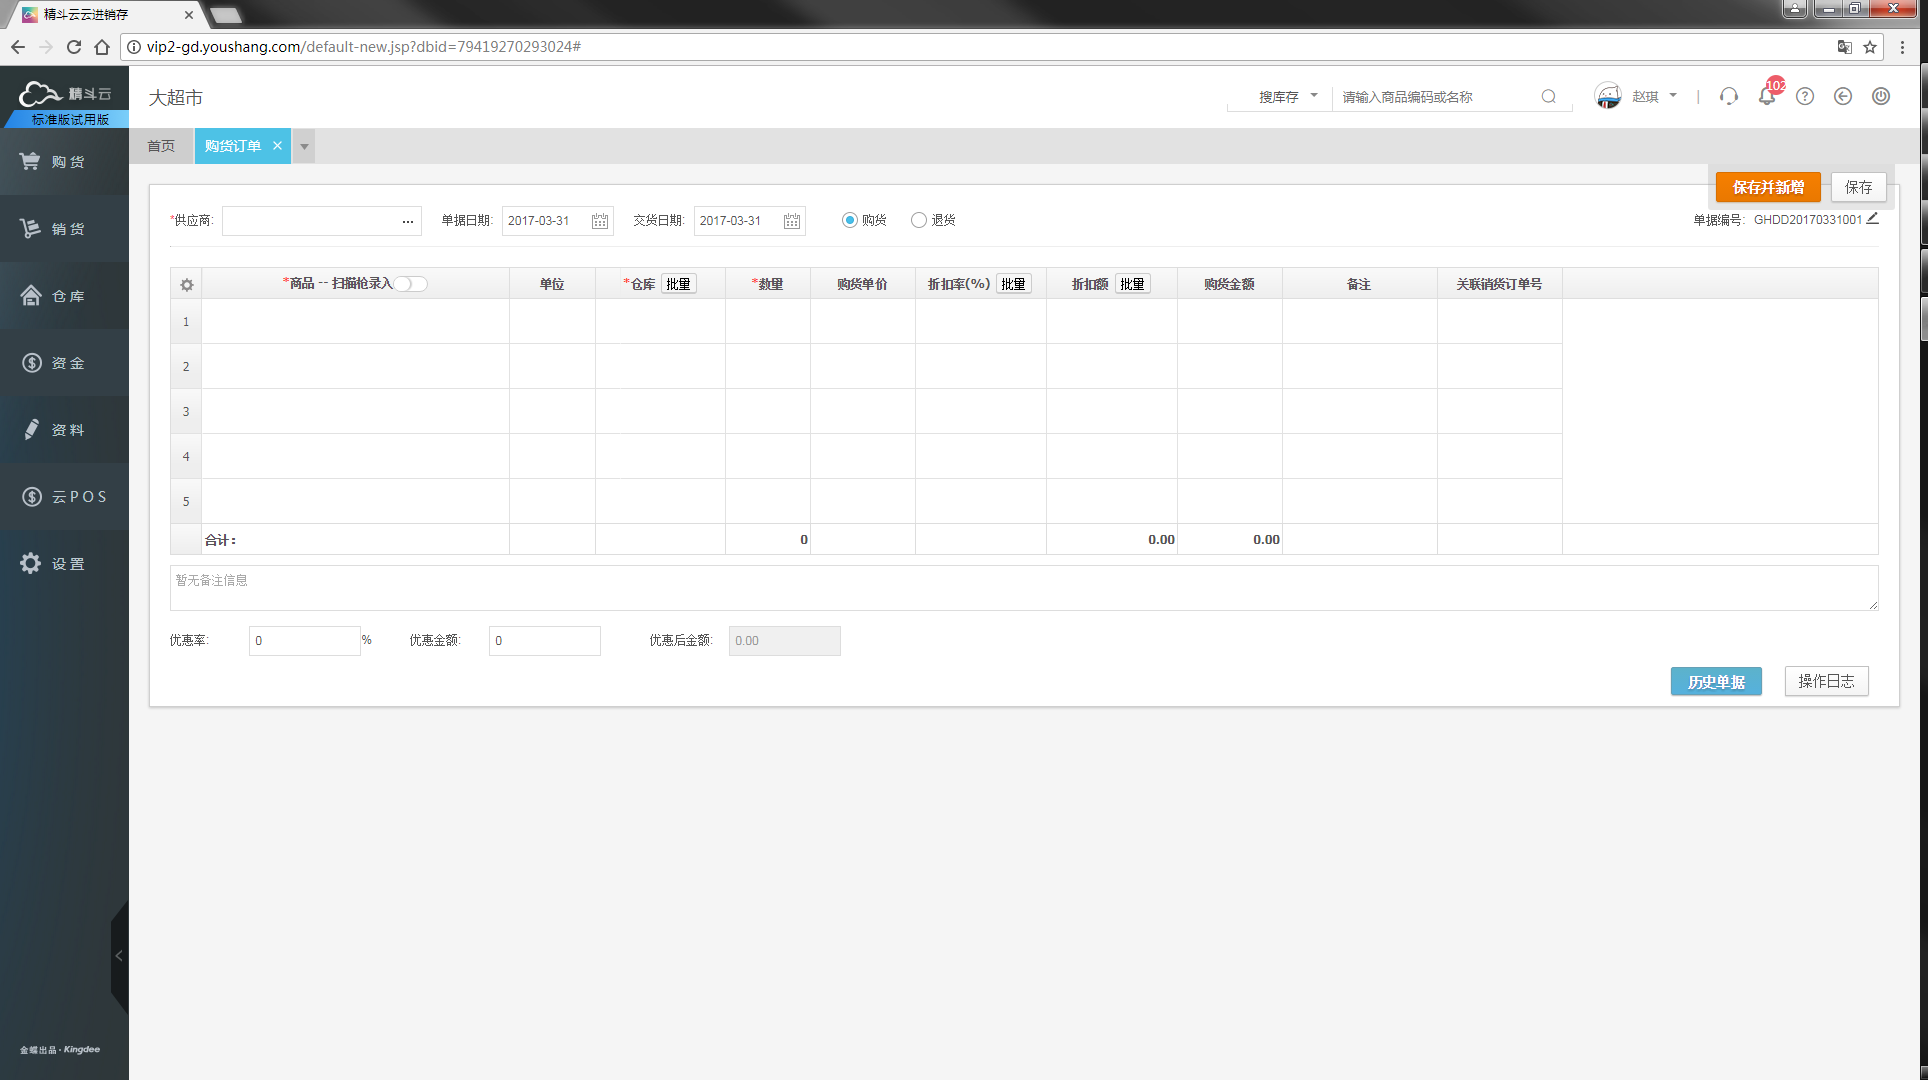 精斗云云进销存
vip2-gd.youshang.com/default-new.jsp?dbid=79419270293024#
精斗云
标准版试用版
大超市
搜库存
请输入商品编码或名称
赵琪
102
首页 购货订单
购货
销货
仓库
资金
资料
云POS
设置
金蝶出品·Kingdee
保存并新增 保存
*供应商: ... 单据日期: 2017-03-31 交货日期: 2017-03-31 购货 退货 单据编号: GHDD20170331001
*商品 -- 扫描枪录入 单位 *仓库 批量 *数量 购货单价 折扣率(%) 批量 折扣额 批量 购货金额 备注 关联销货订单号
1
2
3
4
5
合计: 0 0.00 0.00
暂无备注信息
优惠率: 0 % 优惠金额: 0 优惠后金额: 0.00
历史单据 操作日志